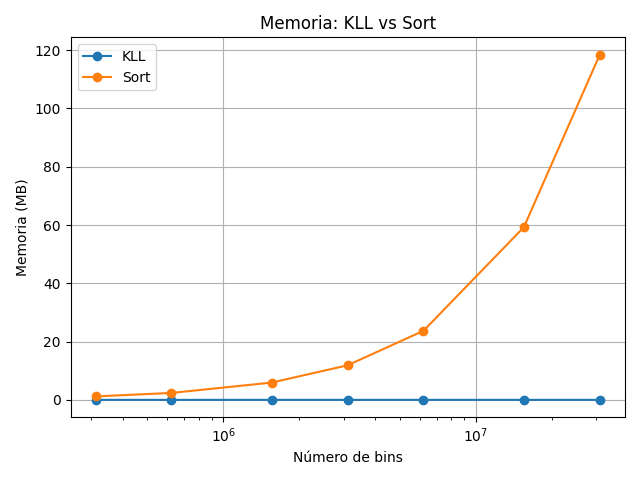 Memoria: KLL vs Sort
KLL
Sort
Memoria (MB)
120
100
80
60
40
20
0
10^6
10^7
Número de bins